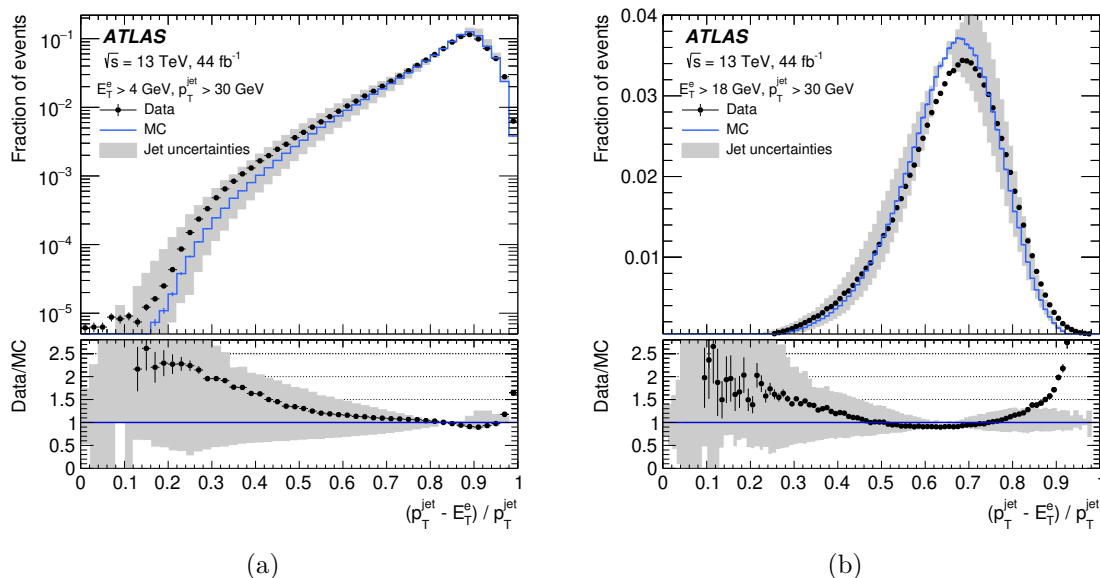 ATLAS
√s = 13 TeV, 44 fb⁻¹
E_T^e > 4 GeV, p_T^jet > 30 GeV
Data
MC
Jet uncertainties
Fraction of events
10⁻¹
10⁻²
10⁻³
10⁻⁴
10⁻⁵
Data/MC
2.5
2
1.5
1
0.5
0
0 0.1 0.2 0.3 0.4 0.5 0.6 0.7 0.8 0.9 1
(p_T^jet - E_T^e) / p_T^jet
(a)
ATLAS
√s = 13 TeV, 44 fb⁻¹
E_T^e > 18 GeV, p_T^jet > 30 GeV
Data
MC
Jet uncertainties
Fraction of events
0.04
0.03
0.02
0.01
Data/MC
2.5
2
1.5
1
0.5
0
0 0.1 0.2 0.3 0.4 0.5 0.6 0.7 0.8 0.9 1
(p_T^jet - E_T^e) / p_T^jet
(b)